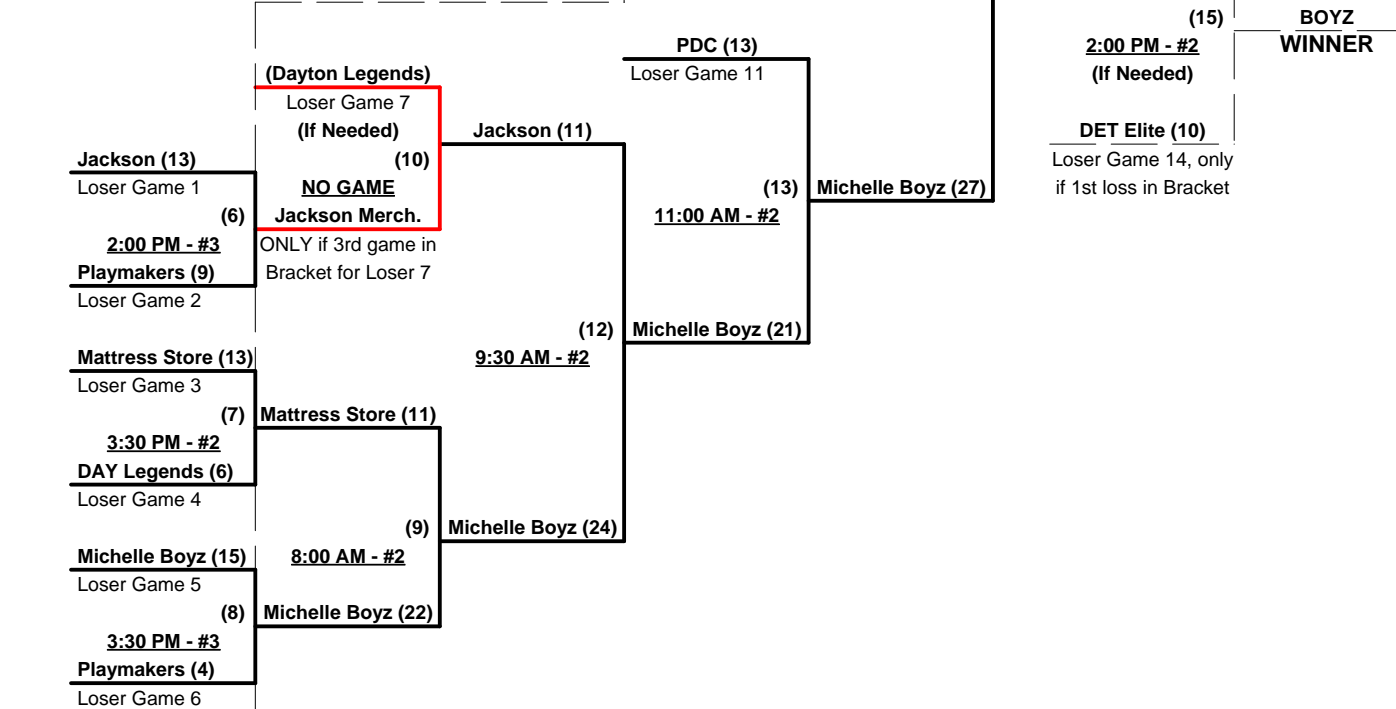 (15)
BOYZ
2:00 PM - #2
WINNER
(If Needed)
DET Elite (10)
Loser Game 14, only
if 1st loss in Bracket
PDC (13)
Loser Game 11
(Dayton Legends)
Loser Game 7
(If Needed)
(10)
NO GAME
Jackson Merch.
ONLY if 3rd game in
Bracket for Loser 7
Jackson (11)
Jackson (13)
Loser Game 1
(6)
2:00 PM - #3
Playmakers (9)
Loser Game 2
(13)
11:00 AM - #2
Michelle Boyz (27)
(12)
9:30 AM - #2
Michelle Boyz (21)
Mattress Store (13)
Loser Game 3
(7)
3:30 PM - #2
DAY Legends (6)
Loser Game 4
Mattress Store (11)
(9)
8:00 AM - #2
Michelle Boyz (24)
Michelle Boyz (15)
Loser Game 5
(8)
3:30 PM - #3
Playmakers (4)
Loser Game 6
Michelle Boyz (22)